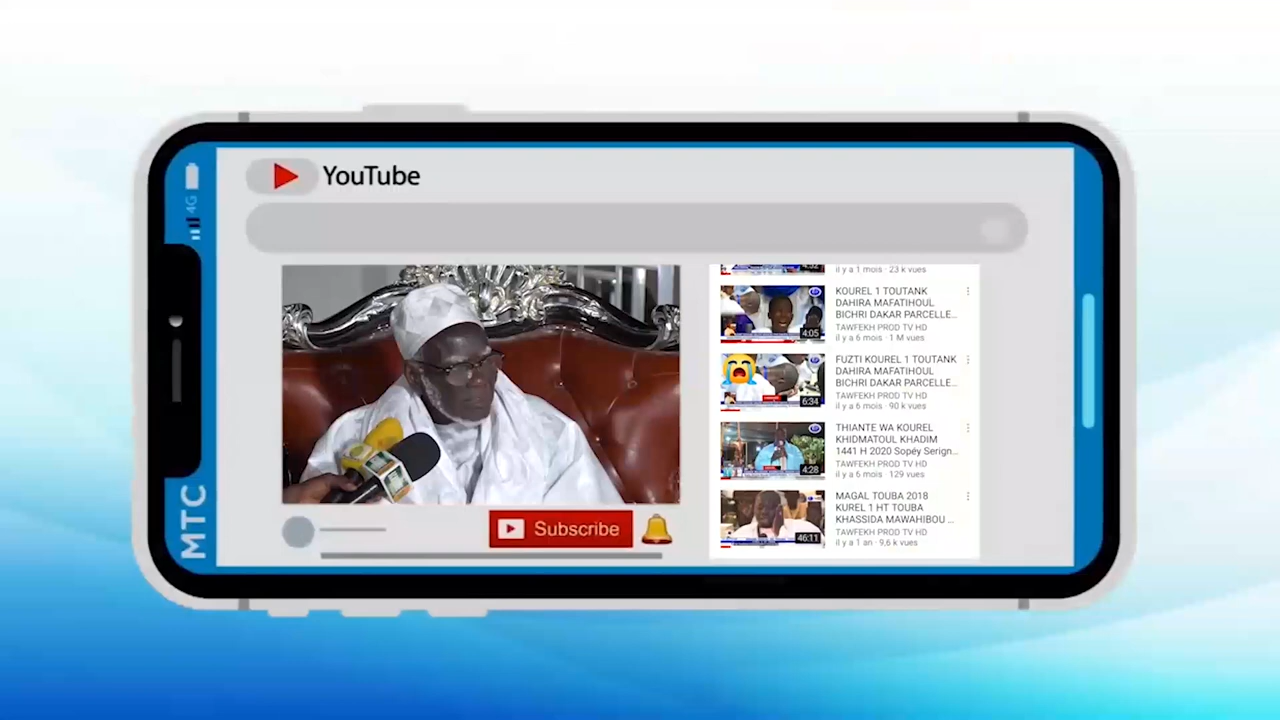 YouTube
4G
MTC
Subscribe
il y a 1 mois · 23 k vues
KOUREL 1 TOUTANK
DAHIRA MAFATIHOUL
BICHRI DAKAR PARCELLE...
TAWFEKH PROD TV HD
il y a 6 mois · 1 M vues
4:05
FUZTI KOUREL 1 TOUTANK
DAHIRA MAFATIHOUL
BICHRI DAKAR PARCELLE...
TAWFEKH PROD TV HD
il y a 6 mois · 90 k vues
6:34
THIANTE WA KOUREL
KHIDMATOUL KHADIM
1441 H 2020 Sopéy Serign...
TAWFEKH PROD TV HD
il y a 6 mois · 129 vues
4:28
MAGAL TOUBA 2018
KUREL 1 HT TOUBA
KHASSIDA MAWAHIBOU ...
TAWFEKH PROD TV HD
il y a 1 an · 9,6 k vues
46:11